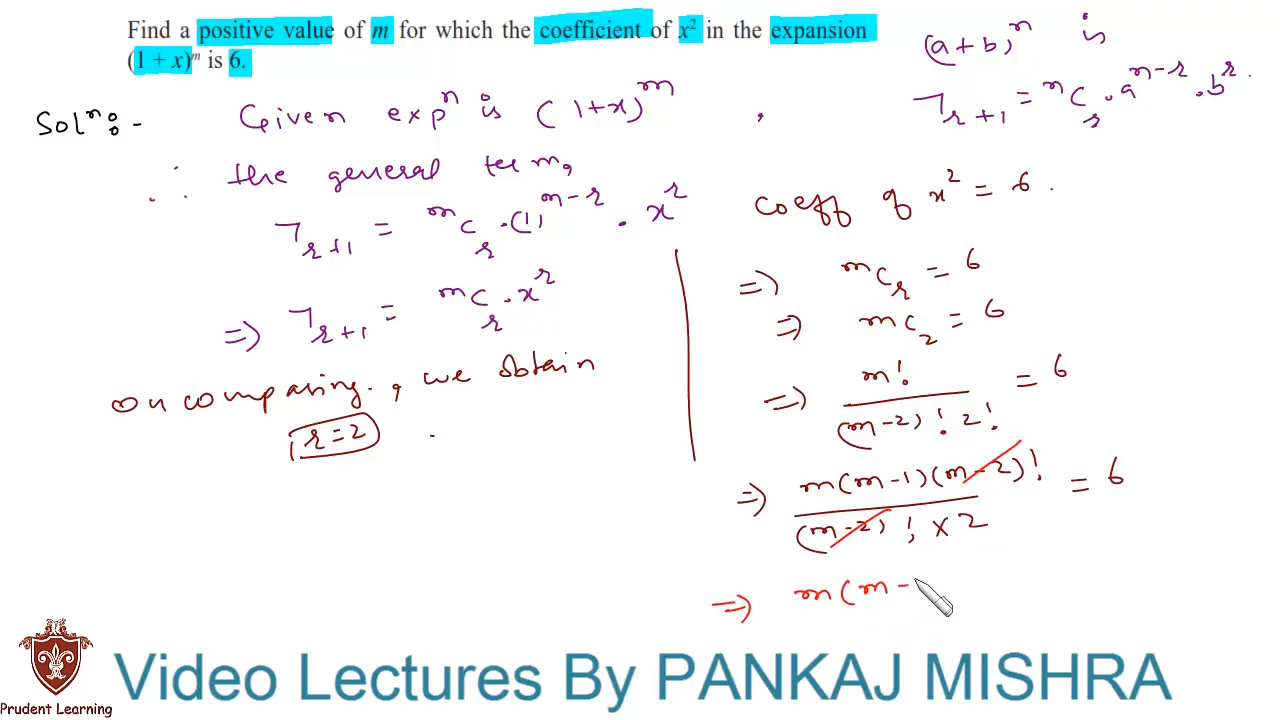 Find a positive value of m for which the coefficient of x² in the expansion
(1 + x)ᵐ is 6.
(a+b)ⁿ is
Tᵣ₊₁ = ⁿCᵣ · aⁿ⁻ʳ · bʳ
Solⁿ :-
Given expⁿ is (1+x)ᵐ ,
∴ the general term,
Tᵣ₊₁ = ᵐCᵣ · (1)ᵐ⁻ʳ · xʳ
⇒ Tᵣ₊₁ = ᵐCᵣ · xʳ
on comparing, we obtain
r = 2 .
coeff of x² = 6 .
⇒ ᵐCᵣ = 6
⇒ ᵐC₂ = 6
⇒ m! / (m-2)! 2! = 6
⇒ m(m-1)(m-2)! / (m-2)! × 2 = 6
⇒ m(m-
Prudent Learning
Video Lectures By PANKAJ MISHRA